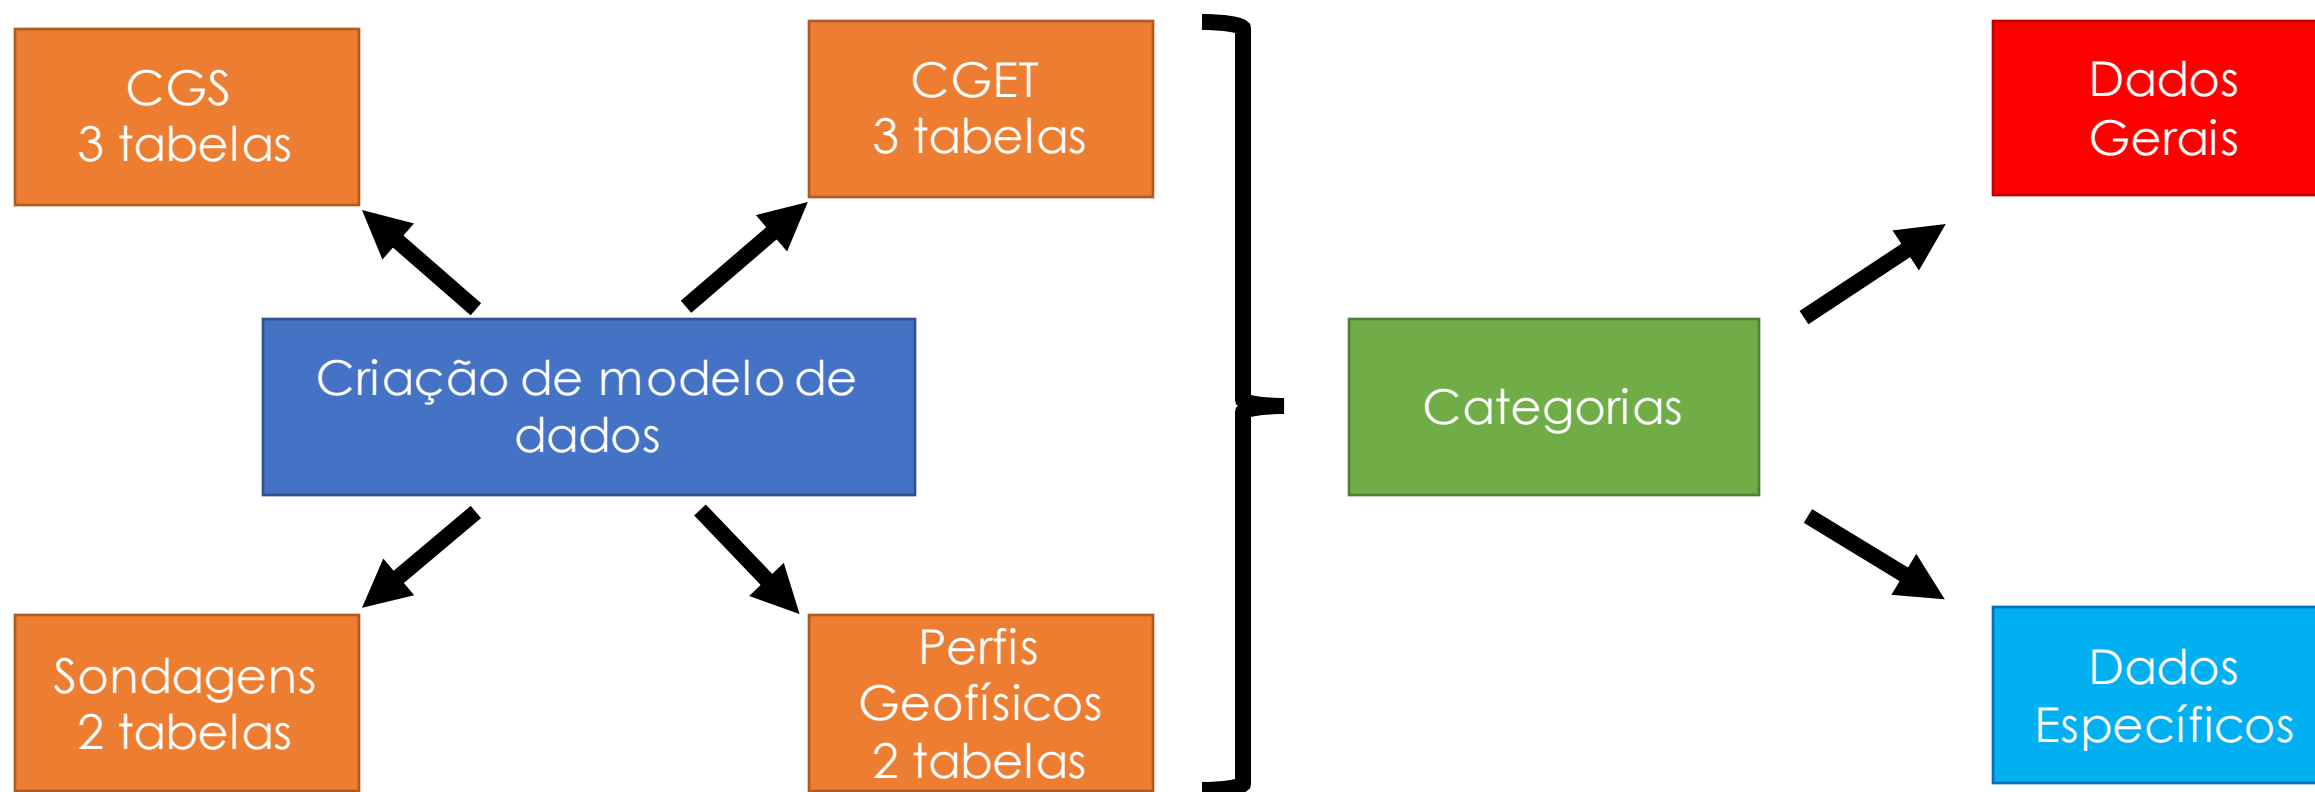 CGS
3 tabelas
CGET
3 tabelas
Dados
Gerais
Criação de modelo de
dados
Categorias
Sondagens
2 tabelas
Perfis
Geofísicos
2 tabelas
Dados
Específicos